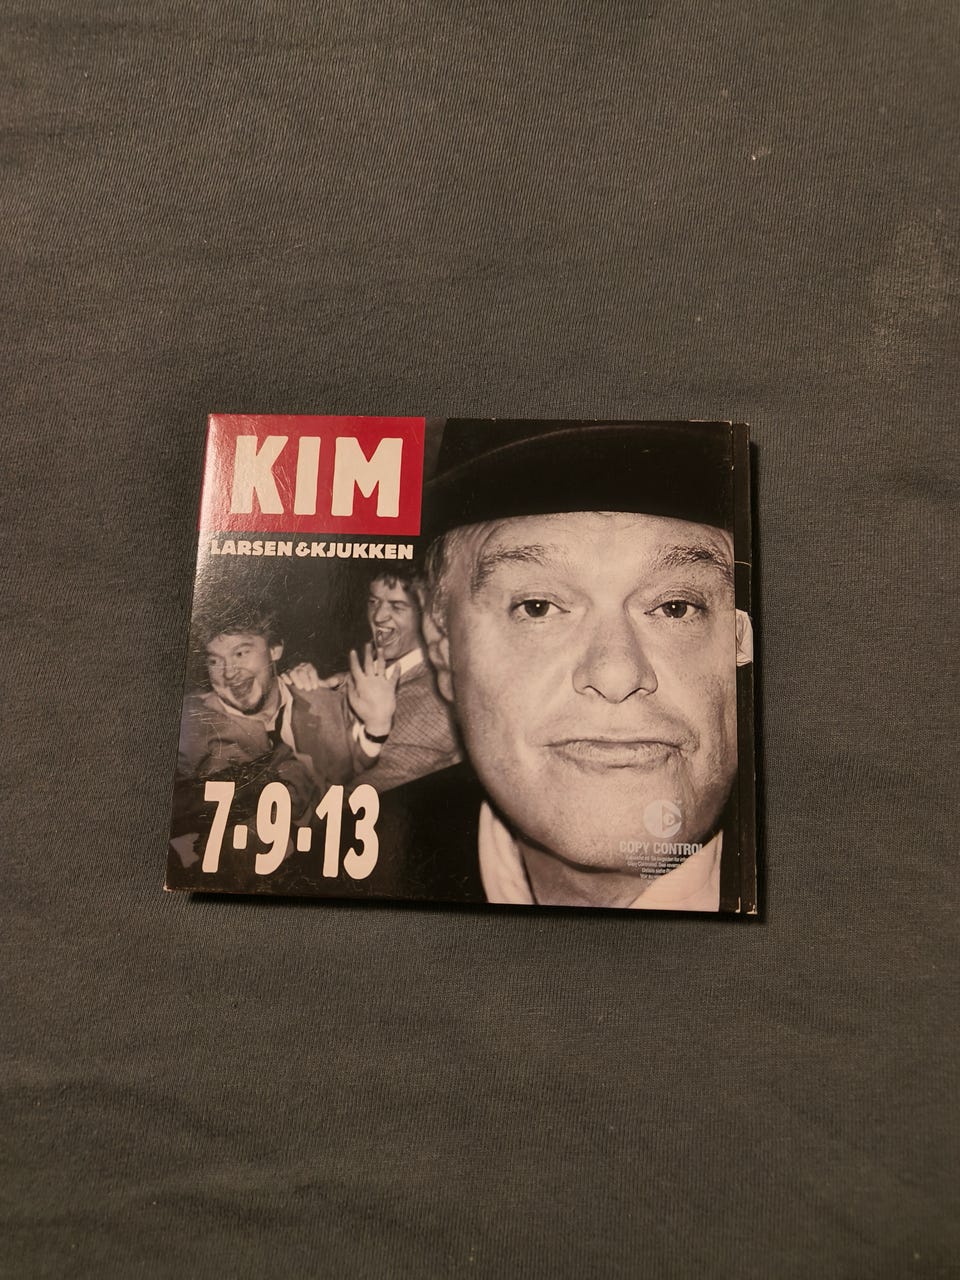 KIM
LARSEN & KJUKKEN
7-9-13
COPY CONTROL